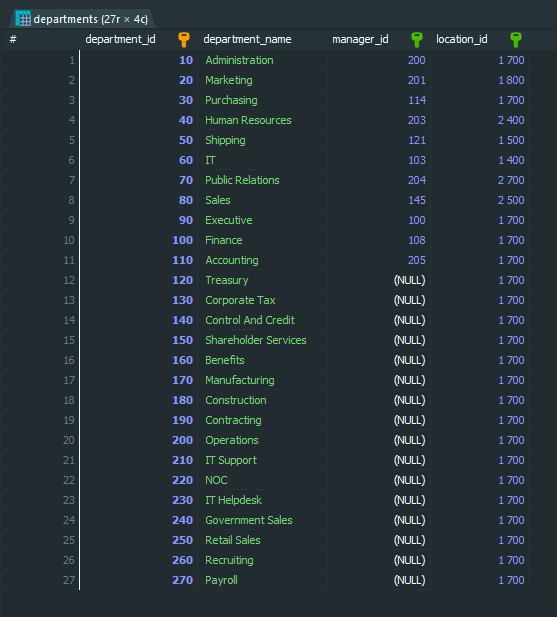 departments (27r × 4c)
# department_id department_name manager_id location_id
1 10 Administration 200 1 700
2 20 Marketing 201 1 800
3 30 Purchasing 114 1 700
4 40 Human Resources 203 2 400
5 50 Shipping 121 1 500
6 60 IT 103 1 400
7 70 Public Relations 204 2 700
8 80 Sales 145 2 500
9 90 Executive 100 1 700
10 100 Finance 108 1 700
11 110 Accounting 205 1 700
12 120 Treasury (NULL) 1 700
13 130 Corporate Tax (NULL) 1 700
14 140 Control And Credit (NULL) 1 700
15 150 Shareholder Services (NULL) 1 700
16 160 Benefits (NULL) 1 700
17 170 Manufacturing (NULL) 1 700
18 180 Construction (NULL) 1 700
19 190 Contracting (NULL) 1 700
20 200 Operations (NULL) 1 700
21 210 IT Support (NULL) 1 700
22 220 NOC (NULL) 1 700
23 230 IT Helpdesk (NULL) 1 700
24 240 Government Sales (NULL) 1 700
25 250 Retail Sales (NULL) 1 700
26 260 Recruiting (NULL) 1 700
27 270 Payroll (NULL) 1 700